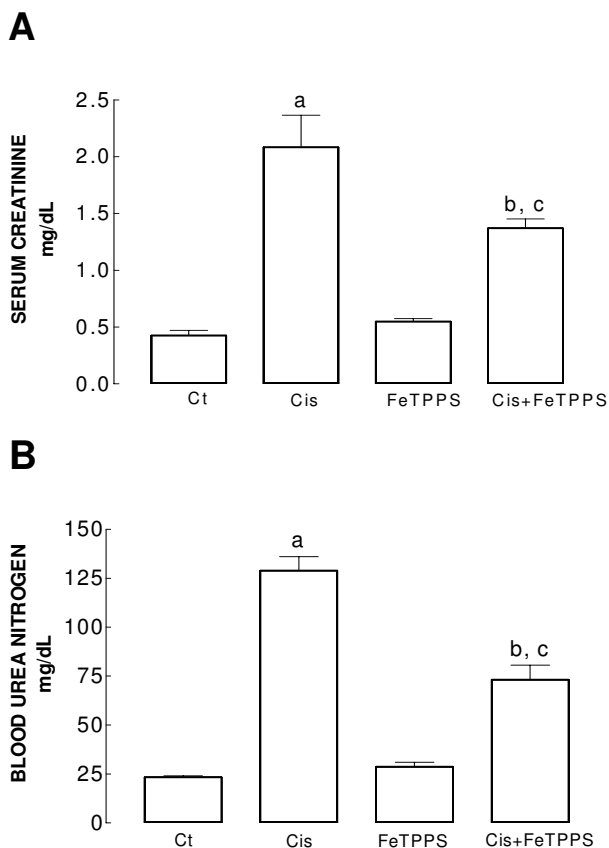 A
SERUM CREATININE
mg/dL
2.5
2.0
1.5
1.0
0.5
0.0
a
b, c
Ct
Cis
FeTPPS
Cis+FeTPPS
B
BLOOD UREA NITROGEN
mg/dL
150
125
100
75
50
25
0
a
b, c
Ct
Cis
FeTPPS
Cis+FeTPPS